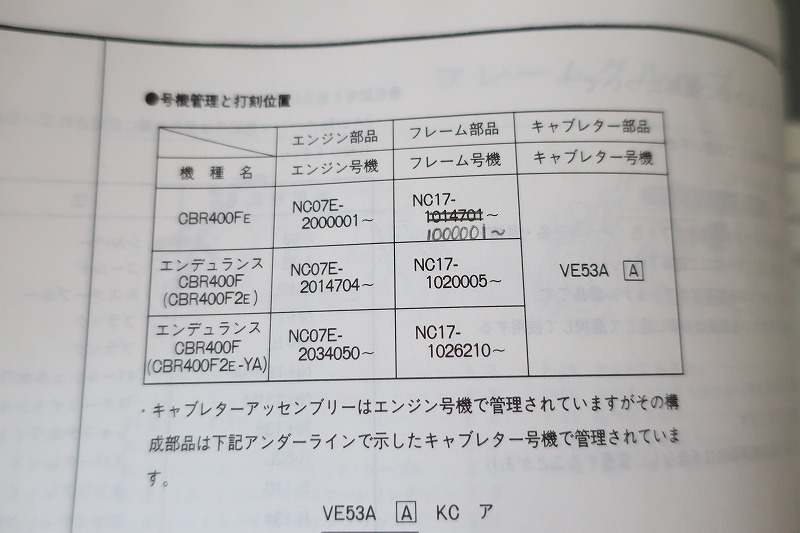 ●号機管理と打刻位置
エンジン部品 フレーム部品 キャブレター部品
機 種 名 エンジン号機 フレーム号機 キャブレター号機
CBR400FE NC07E- NC17-
2000001～ 1014701～
1000001～
エンデュランス NC07E- NC17-
CBR400F 2014704～ 1020005～ VE53A A
(CBR400F2E)
エンデュランス NC07E- NC17-
CBR400F 2034050～ 1026210～
(CBR400F2E-YA)
・キャブレターアッセンブリーはエンジン号機で管理されていますがその構
成部品は下記アンダーラインで示したキャブレター号機で管理されていま
す。
VE53A A KC ア